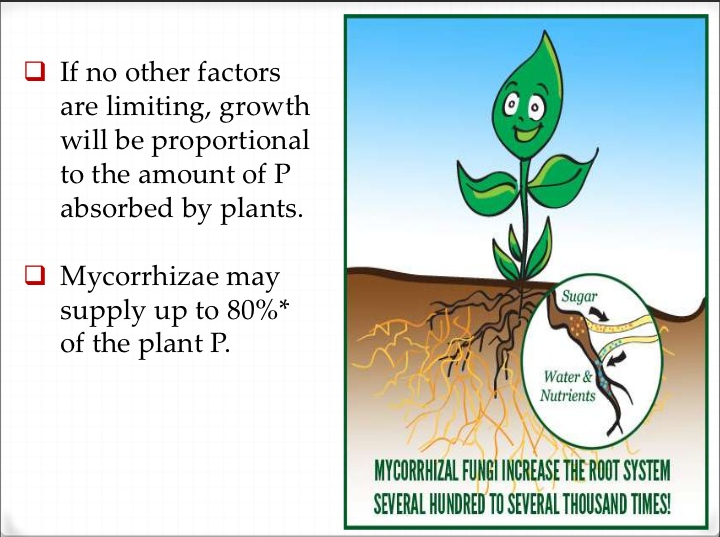 If no other factors
are limiting, growth
will be proportional
to the amount of P
absorbed by plants.
Mycorrhizae may
supply up to 80%*
of the plant P.
Sugar
Water &
Nutrients
MYCORRHIZAL FUNGI INCREASE THE ROOT SYSTEM
SEVERAL HUNDRED TO SEVERAL THOUSAND TIMES!